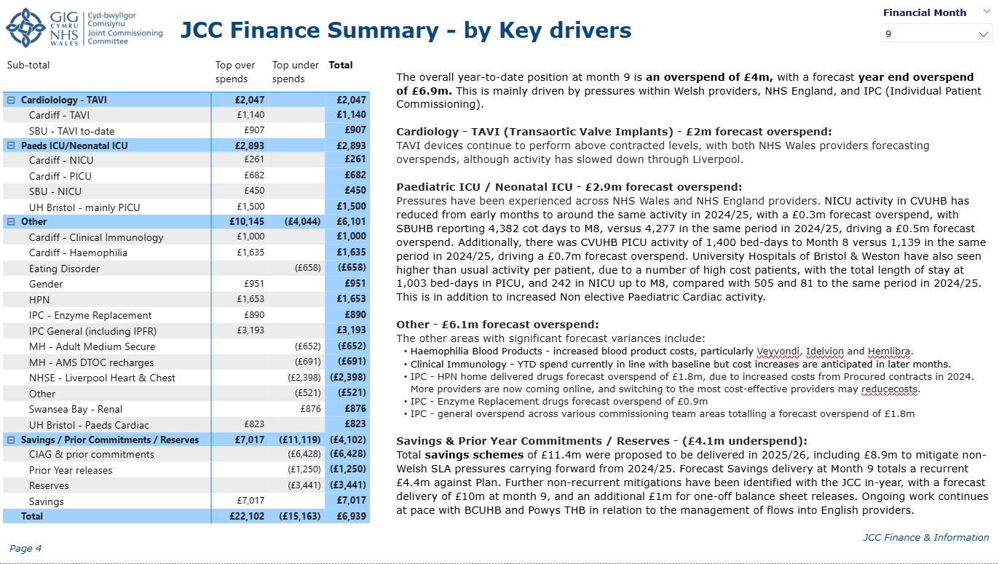 GIG
CYMRU
NHS
WALES
Cyd-bwyllgor
Comisiynu
Joint Commissioning
Committee
JCC Finance Summary - by Key drivers
Financial Month
9
Sub-total Top over spends Top under spends Total
Cardiolology - TAVI £2,047 £2,047
Cardiff - TAVI £1,140 £1,140
SBU - TAVI to-date £907 £907
Paeds ICU/Neonatal ICU £2,893 £2,893
Cardiff - NICU £261 £261
Cardiff - PICU £682 £682
SBU - NICU £450 £450
UH Bristol - mainly PICU £1,500 £1,500
Other £10,145 (£4,044) £6,101
Cardiff - Clinical Immunology £1,000 £1,000
Cardiff - Haemophilia £1,635 £1,635
Eating Disorder (£658) (£658)
Gender £951 £951
HPN £1,653 £1,653
IPC - Enzyme Replacement £890 £890
IPC General (including IPFR) £3,193 £3,193
MH - Adult Medium Secure (£652) (£652)
MH - AMS DTOC recharges (£691) (£691)
NHSE - Liverpool Heart & Chest (£2,398) (£2,398)
Other (£521) (£521)
Swansea Bay - Renal £876 £876
UH Bristol - Paeds Cardiac £823 £823
Savings / Prior Commitments / Reserves £7,017 (£11,119) (£4,102)
CIAG & prior commitments (£6,428) (£6,428)
Prior Year releases (£1,250) (£1,250)
Reserves (£3,441) (£3,441)
Savings £7,017 £7,017
Total £22,102 (£15,163) £6,939
The overall year-to-date position at month 9 is an overspend of £4m, with a forecast year end overspend
of £6.9m. This is mainly driven by pressures within Welsh providers, NHS England, and IPC (Individual Patient
Commissioning).
Cardiology - TAVI (Transaortic Valve Implants) - £2m forecast overspend:
TAVI devices continue to perform above contracted levels, with both NHS Wales providers forecasting
overspends, although activity has slowed down through Liverpool.
Paediatric ICU / Neonatal ICU - £2.9m forecast overspend:
Pressures have been experienced across NHS Wales and NHS England providers. NICU activity in CVUHB has
reduced from early months to around the same activity in 2024/25, with a £0.3m forecast overspend, with
SBUHB reporting 4,382 cot days to M8, versus 4,277 in the same period in 2024/25, driving a £0.5m forecast
overspend. Additionally, there was CVUHB PICU activity of 1,400 bed-days to Month 8 versus 1,139 in the same
period in 2024/25, driving a £0.7m forecast overspend. University Hospitals of Bristol & Weston have also seen
higher than usual activity per patient, due to a number of high cost patients, with the total length of stay at
1,003 bed-days in PICU, and 242 in NICU up to M8, compared with 505 and 81 to the same period in 2024/25.
This is in addition to increased Non elective Paediatric Cardiac activity.
Other - £6.1m forecast overspend:
The other areas with significant forecast variances include:
• Haemophilia Blood Products - increased blood product costs, particularly Veyvondi, Idelvion and Hemlibra.
• Clinical Immunology - YTD spend currently in line with baseline but cost increases are anticipated in later months.
• IPC - HPN home delivered drugs forecast overspend of £1.8m, due to increased costs from Procured contracts in 2024.
More providers are now coming online, and switching to the most cost-effective providers may reducecosts.
• IPC - Enzyme Replacement drugs forecast overspend of £0.9m
• IPC - general overspend across various commissioning team areas totalling a forecast overspend of £1.8m
Savings & Prior Year Commitments / Reserves - (£4.1m underspend):
Total savings schemes of £11.4m were proposed to be delivered in 2025/26, including £8.9m to mitigate non-
Welsh SLA pressures carrying forward from 2024/25. Forecast Savings delivery at Month 9 totals a recurrent
£4.4m against Plan. Further non-recurrent mitigations have been identified with the JCC in-year, with a forecast
delivery of £10m at month 9, and an additional £1m for one-off balance sheet releases. Ongoing work continues
at pace with BCUHB and Powys THB in relation to the management of flows into English providers.
JCC Finance & Information
Page 4